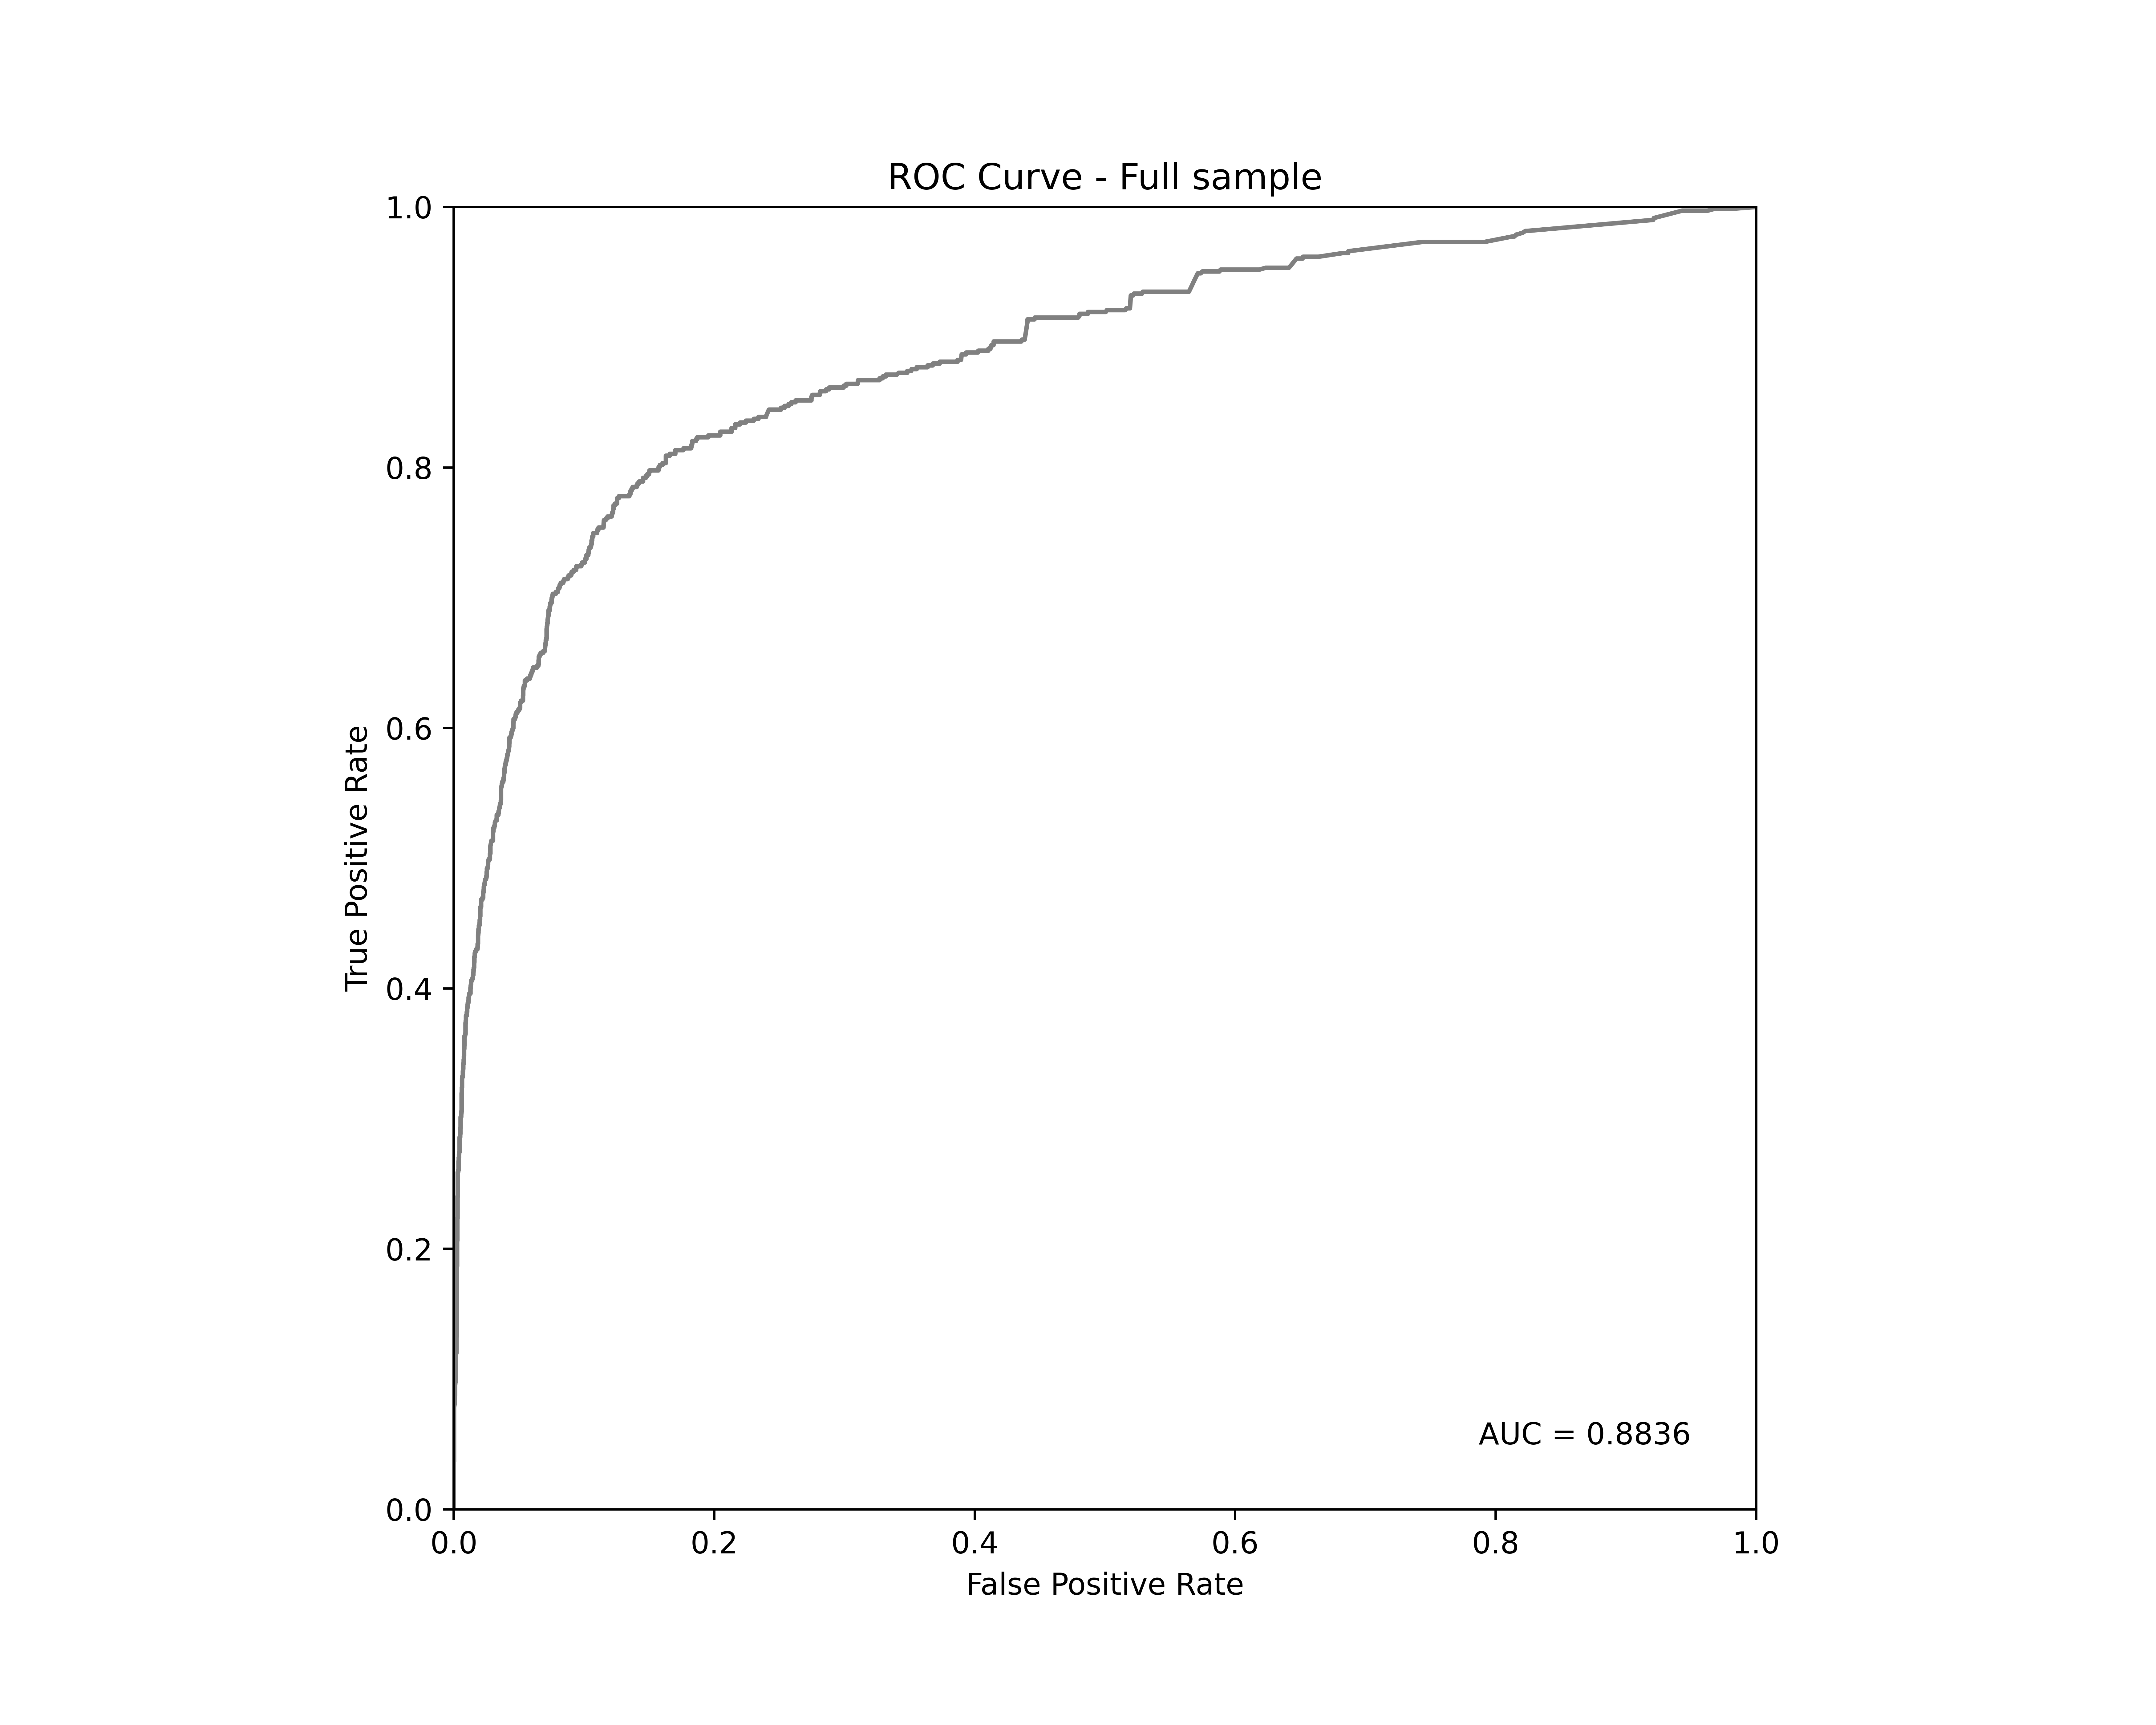 ROC Curve - Full sample
1.0
0.8
0.6
0.4
0.2
0.0
True Positive Rate
AUC = 0.8836
0.0 0.2 0.4 0.6 0.8 1.0
False Positive Rate